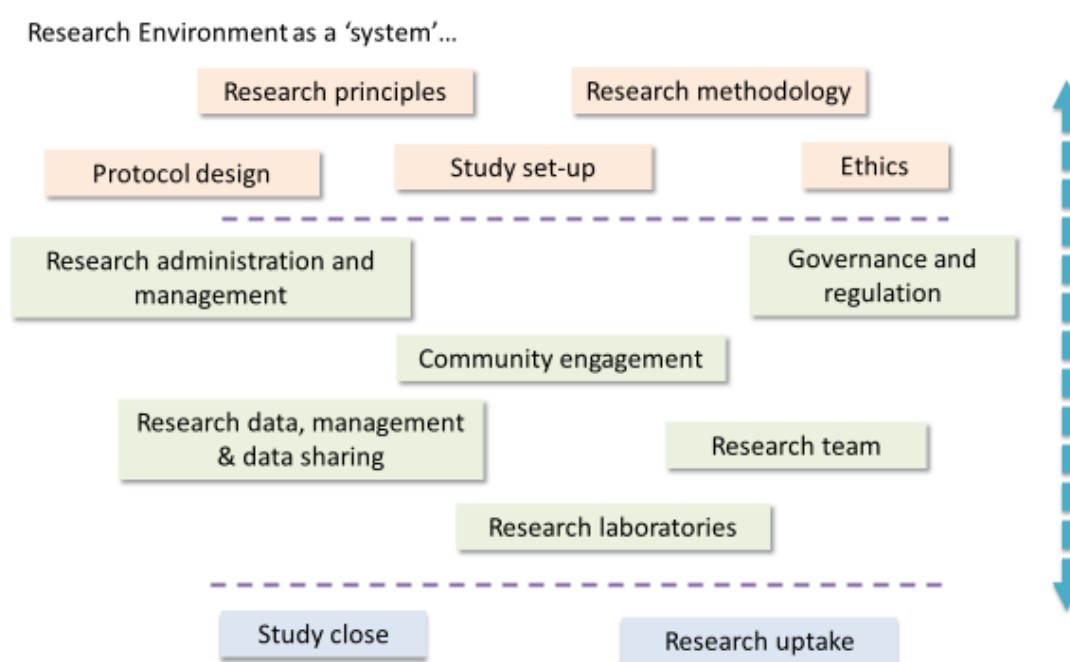 Research Environment as a ‘system’...
Research principles
Research methodology
Protocol design
Study set-up
Ethics
Research administration and
management
Governance and
regulation
Community engagement
Research data, management
& data sharing
Research team
Research laboratories
Study close
Research uptake